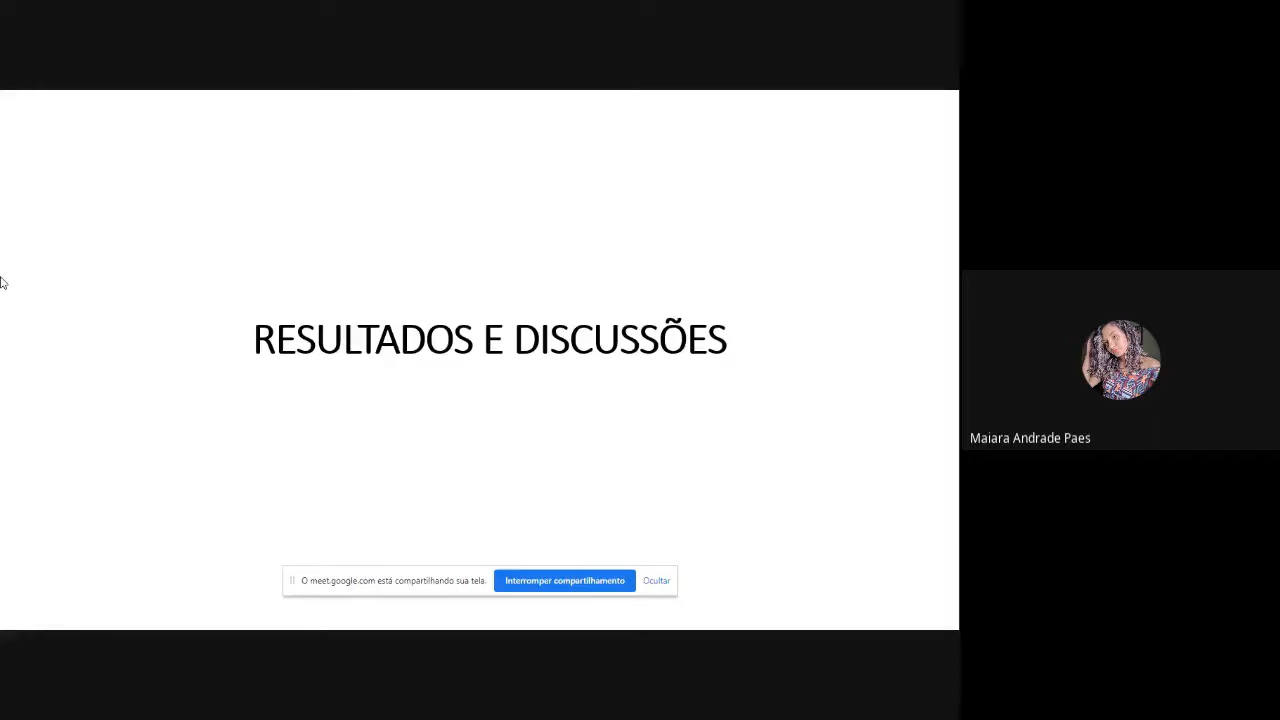 RESULTADOS E DISCUSSÕES
Maiara Andrade Paes
O meet.google.com está compartilhando sua tela.
Interromper compartilhamento
Ocultar